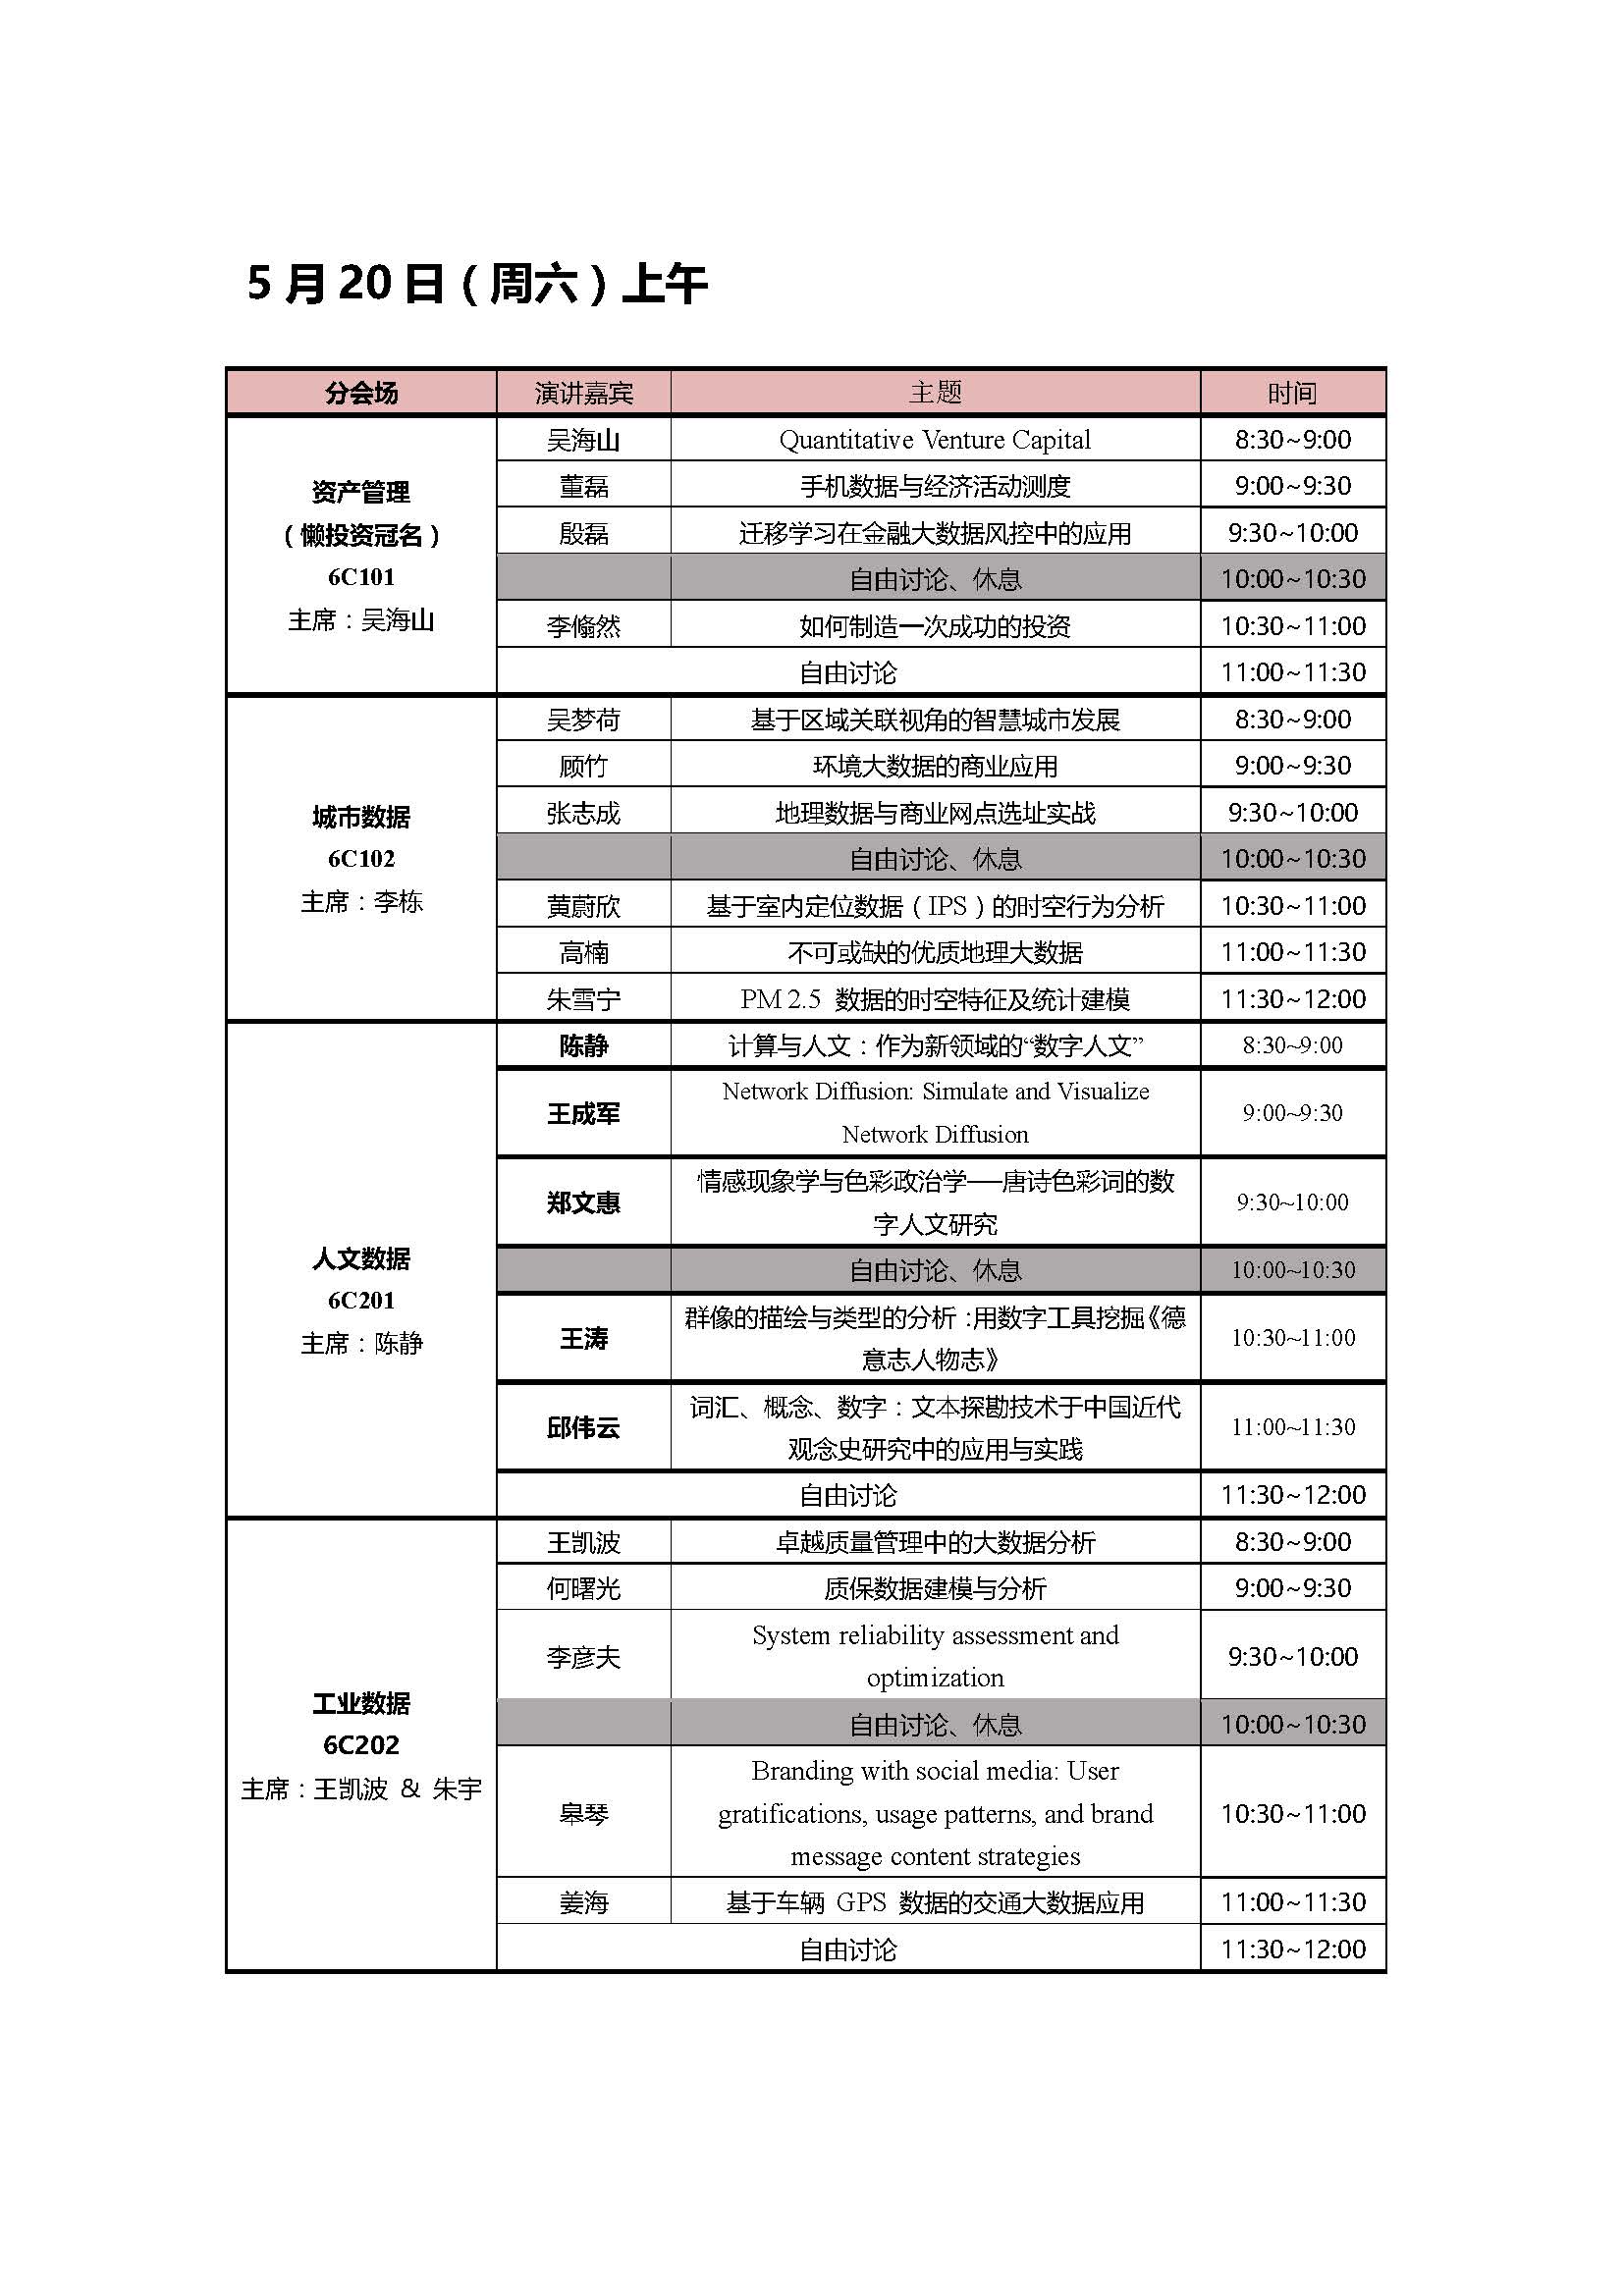 5 月 20 日（周六）上午
分会场 演讲嘉宾 主题 时间
资产管理
（懒投资冠名）
6C101
主席：吴海山
吴海山 Quantitative Venture Capital 8:30~9:00
董磊 手机数据与经济活动测度 9:00~9:30
殷磊 迁移学习在金融大数据风控中的应用 9:30~10:00
自由讨论、休息 10:00~10:30
李翛然 如何制造一次成功的投资 10:30~11:00
自由讨论 11:00~11:30
城市数据
6C102
主席：李栋
吴梦荷 基于区域关联视角的智慧城市发展 8:30~9:00
顾竹 环境大数据的商业应用 9:00~9:30
张志成 地理数据与商业网点选址实战 9:30~10:00
自由讨论、休息 10:00~10:30
黄蔚欣 基于室内定位数据（IPS）的时空行为分析 10:30~11:00
高楠 不可或缺的优质地理大数据 11:00~11:30
朱雪宁 PM 2.5 数据的时空特征及统计建模 11:30~12:00
人文数据
6C201
主席：陈静
陈静 计算与人文：作为新领域的“数字人文” 8:30~9:00
王成军 Network Diffusion: Simulate and Visualize
Network Diffusion 9:00~9:30
郑文惠 情感现象学与色彩政治学──唐诗色彩词的数
字人文研究 9:30~10:00
自由讨论、休息 10:00~10:30
王涛 群像的描绘与类型的分析：用数字工具挖掘《德
意志人物志》 10:30~11:00
邱伟云 词汇、概念、数字：文本探勘技术于中国近代
观念史研究中的应用与实践 11:00~11:30
自由讨论 11:30~12:00
工业数据
6C202
主席：王凯波 & 朱宇
王凯波 卓越质量管理中的大数据分析 8:30~9:00
何曙光 质保数据建模与分析 9:00~9:30
李彦夫 System reliability assessment and
optimization 9:30~10:00
自由讨论、休息 10:00~10:30
皋琴 Branding with social media: User
gratifications, usage patterns, and brand
message content strategies 10:30~11:00
姜海 基于车辆 GPS 数据的交通大数据应用 11:00~11:30
自由讨论 11:30~12:00